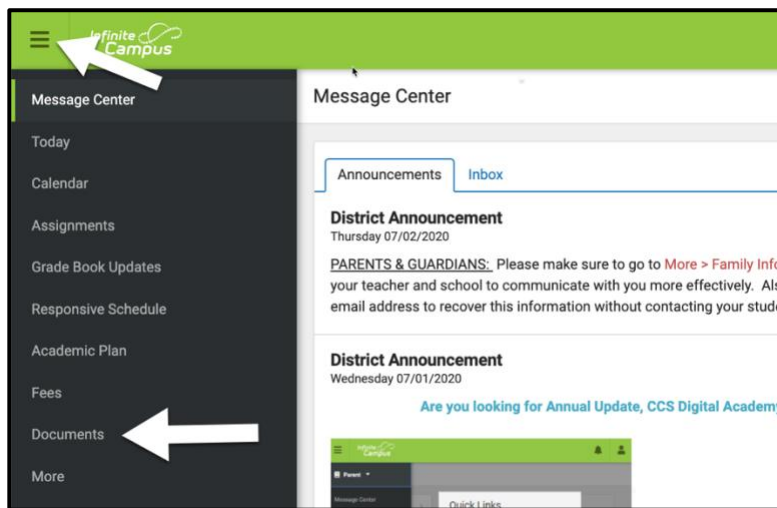 Infinite
Campus
Message Center
Today
Calendar
Assignments
Grade Book Updates
Responsive Schedule
Academic Plan
Fees
Documents
More
Message Center
Announcements Inbox
District Announcement
Thursday 07/02/2020
PARENTS & GUARDIANS: Please make sure to go to More > Family Info
your teacher and school to communicate with you more effectively. Als
email address to recover this information without contacting your stude
District Announcement
Wednesday 07/01/2020
Are you looking for Annual Update, CCS Digital Academy
Infinite
Campus
Parent
Message Center
Quick Links